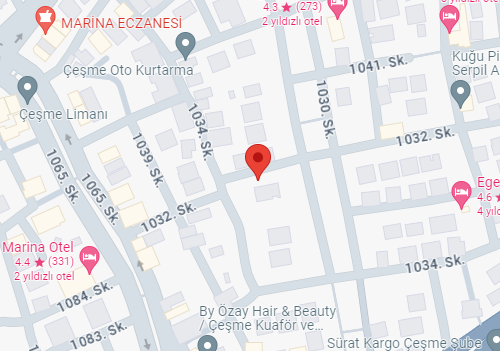 4.3 ★ (273)
2 yıldızlı otel
MARİNA ECZANESİ
Çeşme Oto Kurtarma
1041. Sk.
Kuğu Pi
Serpil A
Çeşme Limanı
1034. Sk.
1030. Sk.
1039. Sk.
1032. Sk.
1065. Sk.
1065. Sk.
Ege
4.6 ★
4 yıldızlı
1032. Sk.
Marina Otel
4.4 ★ (331)
2 yıldızlı otel
1034. Sk.
1084. Sk.
By Özay Hair & Beauty
/ Çeşme Kuaför ve...
1083. Sk.
Sürat Kargo Çeşme Şube